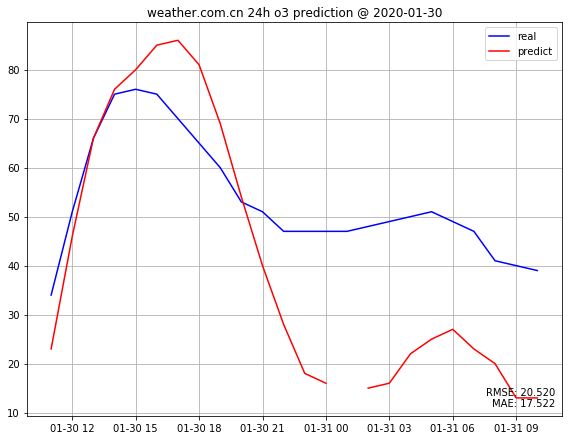 weather.com.cn 24h o3 prediction @ 2020-01-30
real
predict
80
70
60
50
40
30
20
10
RMSE: 20.520
MAE: 17.522
01-30 12 01-30 15 01-30 18 01-30 21 01-31 00 01-31 03 01-31 06 01-31 09